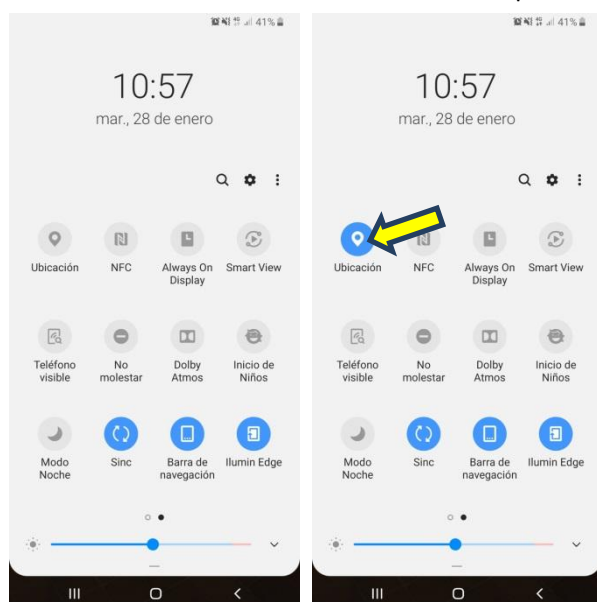 41%
10:57
mar., 28 de enero
Ubicación NFC Always On Display Smart View
Teléfono visible No molestar Dolby Atmos Inicio de Niños
Modo Noche Sinc Barra de navegación Ilumin Edge
41%
10:57
mar., 28 de enero
Ubicación NFC Always On Display Smart View
Teléfono visible No molestar Dolby Atmos Inicio de Niños
Modo Noche Sinc Barra de navegación Ilumin Edge